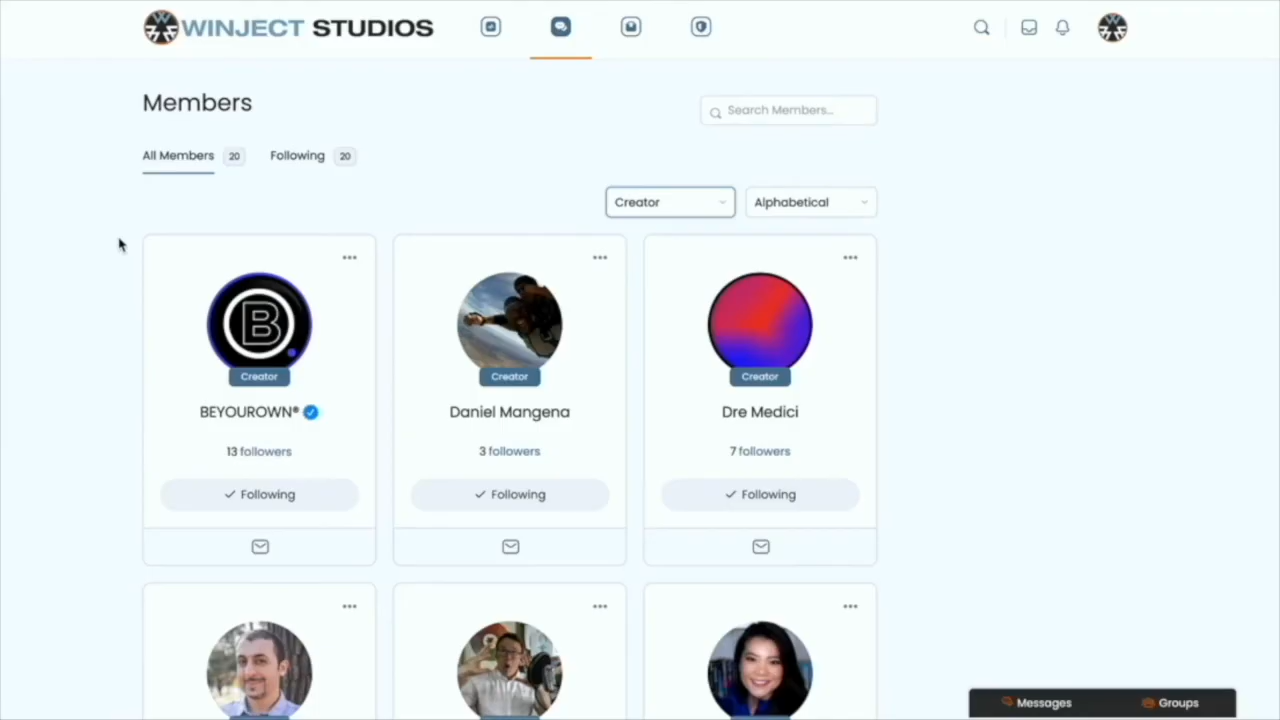 WINJECT STUDIOS
Members
Search Members...
All Members 20 Following 20
Creator Alphabetical
B
Creator Creator Creator
BEYOUROWN® Daniel Mangena Dre Medici
13 followers 3 followers 7 followers
Following Following Following
Messages Groups